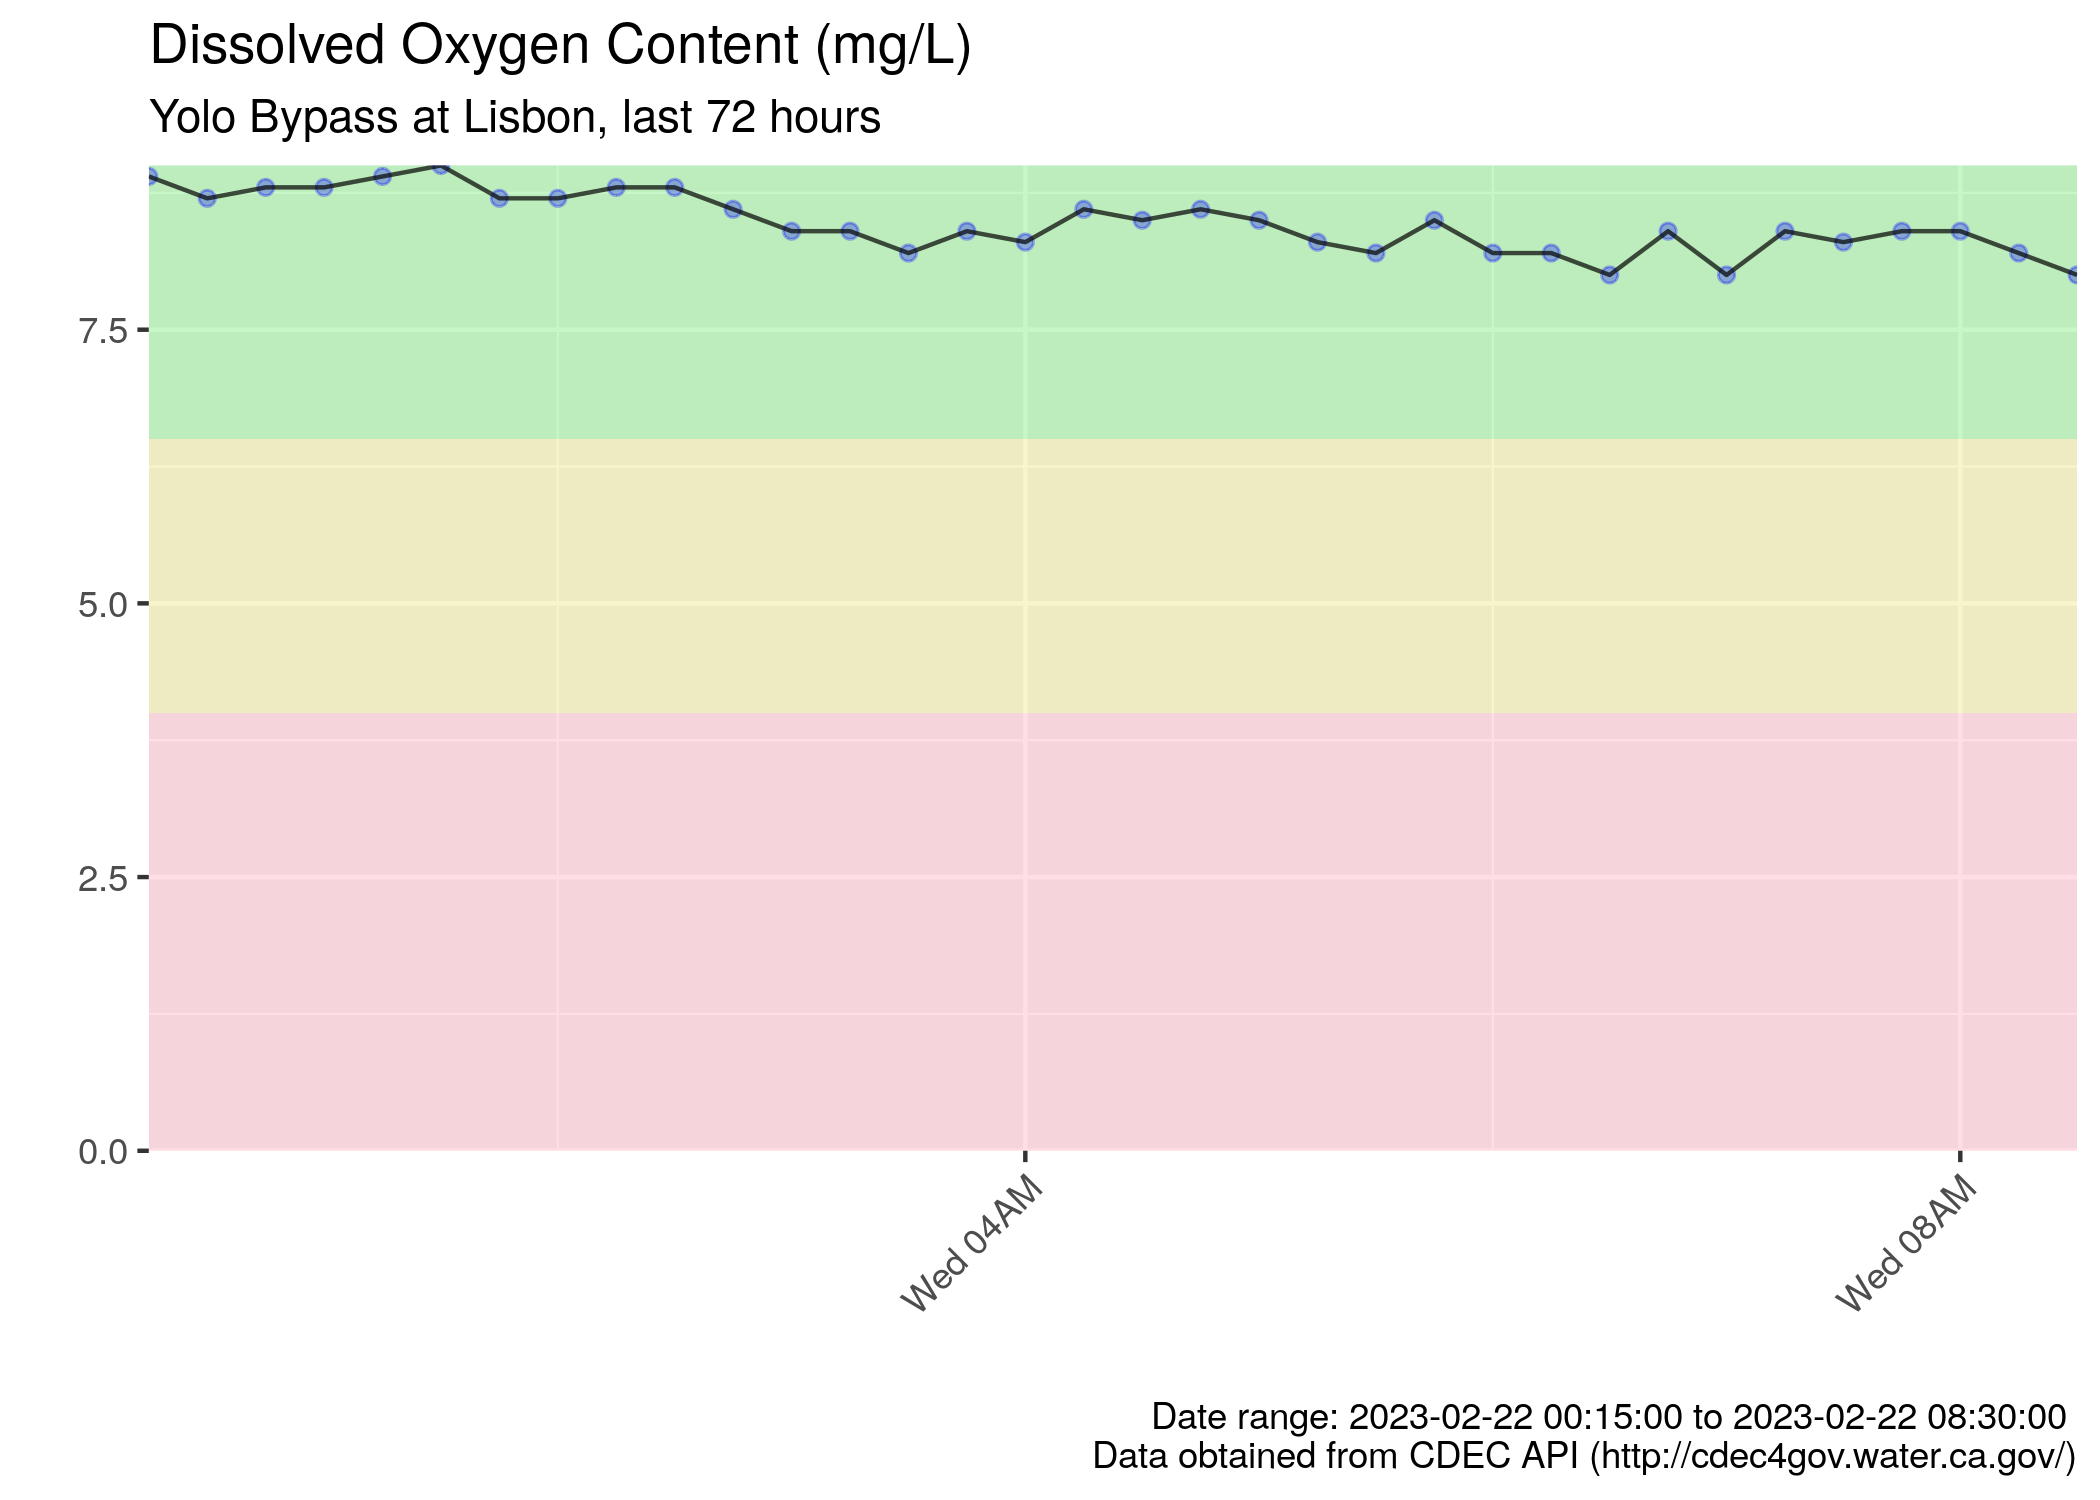 Dissolved Oxygen Content (mg/L)
Yolo Bypass at Lisbon, last 72 hours
7.5
5.0
2.5
0.0
Wed 04AM
Wed 08AM
Date range: 2023-02-22 00:15:00 to 2023-02-22 08:30:00
Data obtained from CDEC API (http://cdec4gov.water.ca.gov/)